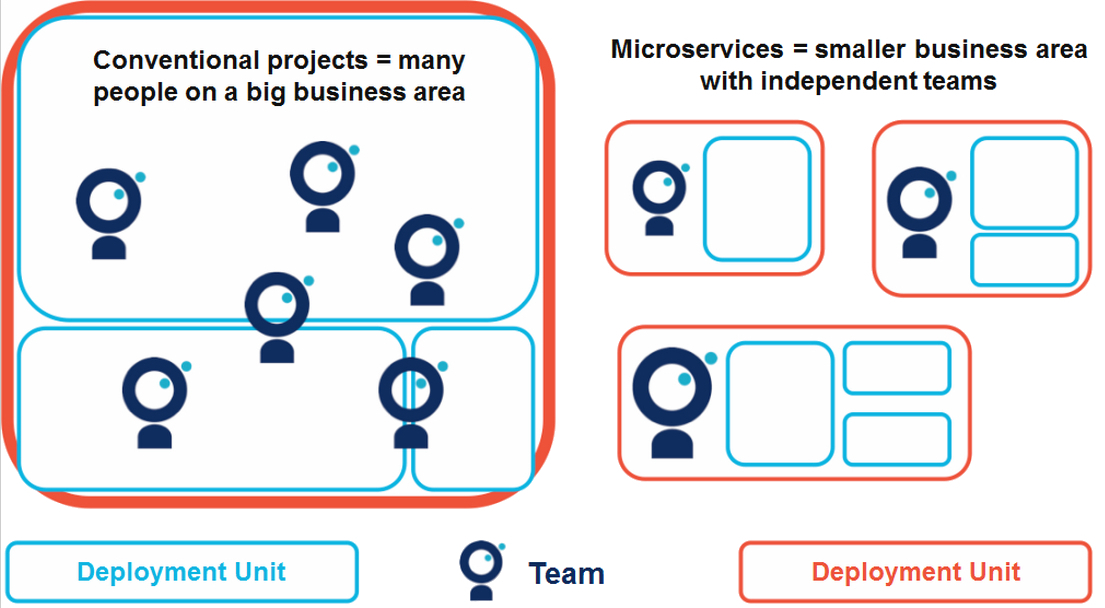 Conventional projects = many
people on a big business area
Microservices = smaller business area
with independent teams
Deployment Unit
Team
Deployment Unit